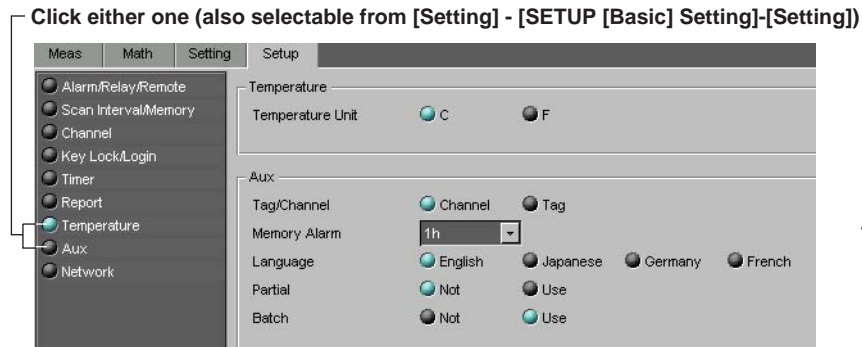 Click either one (also selectable from [Setting] - [SETUP [Basic] Setting]-[Setting])
Meas Math Setting Setup
Alarm/Relay/Remote
Scan Interval/Memory
Channel
Key Lock/Login
Timer
Report
Temperature
Aux
Network
Temperature
Temperature Unit C F
Aux
Tag/Channel Channel Tag
Memory Alarm 1h
Language English Japanese Germany French
Partial Not Use
Batch Not Use